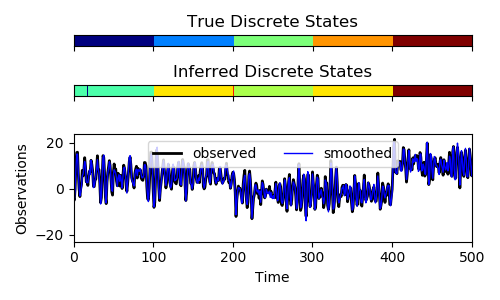 True Discrete States
Inferred Discrete States
20
0
−20
Observations
observed
smoothed
0 100 200 300 400 500
Time